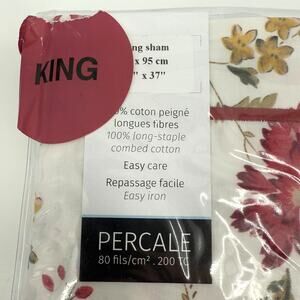 KING
sham
x 95 cm
" x 37"
% coton peigné
longues fibres
100% long-staple
combed cotton
Easy care
Repassage facile
Easy iron
PERCALE
80 fils/cm² . 200 TC